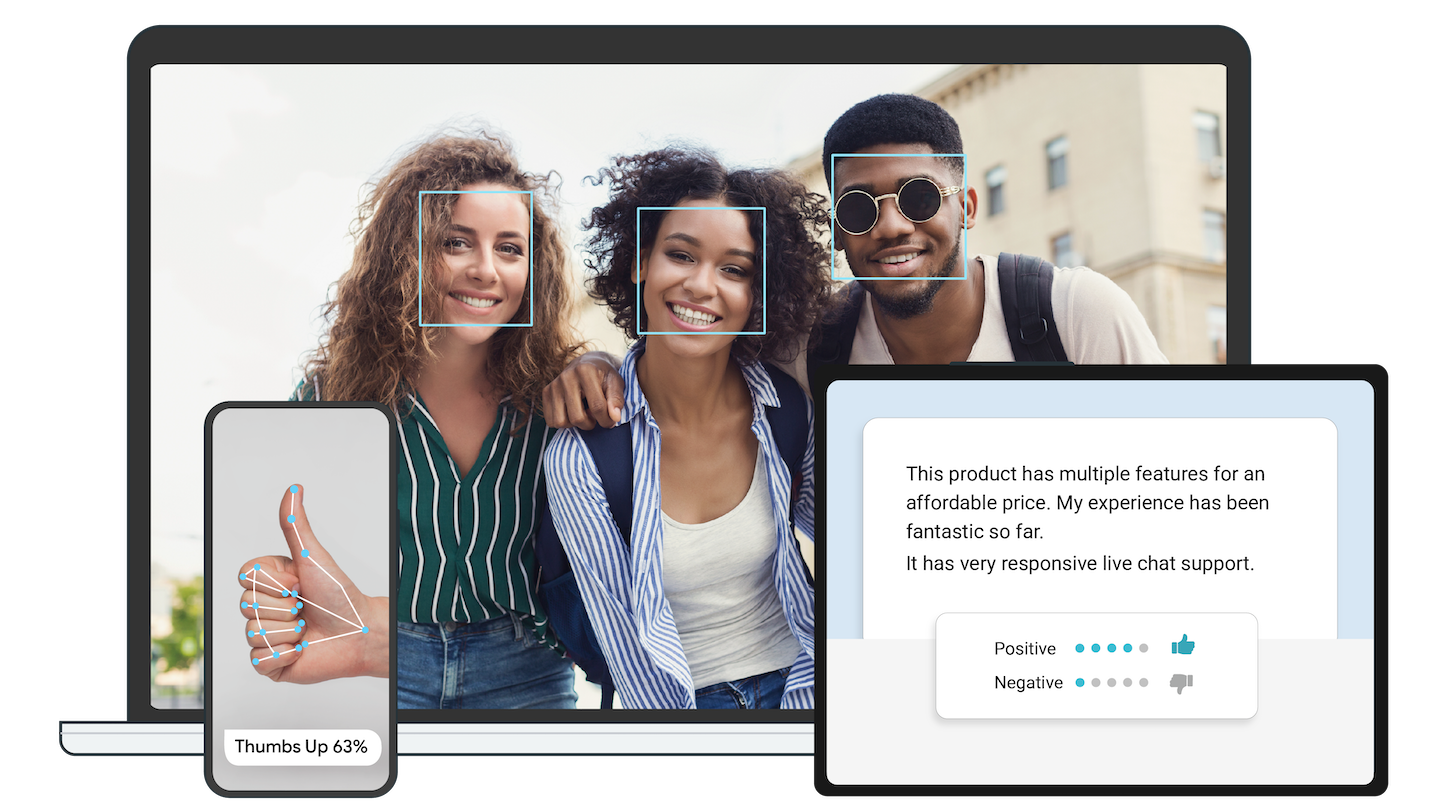 This product has multiple features for an
affordable price. My experience has been
fantastic so far.
It has very responsive live chat support.
Positive
Negative
Thumbs Up 63%